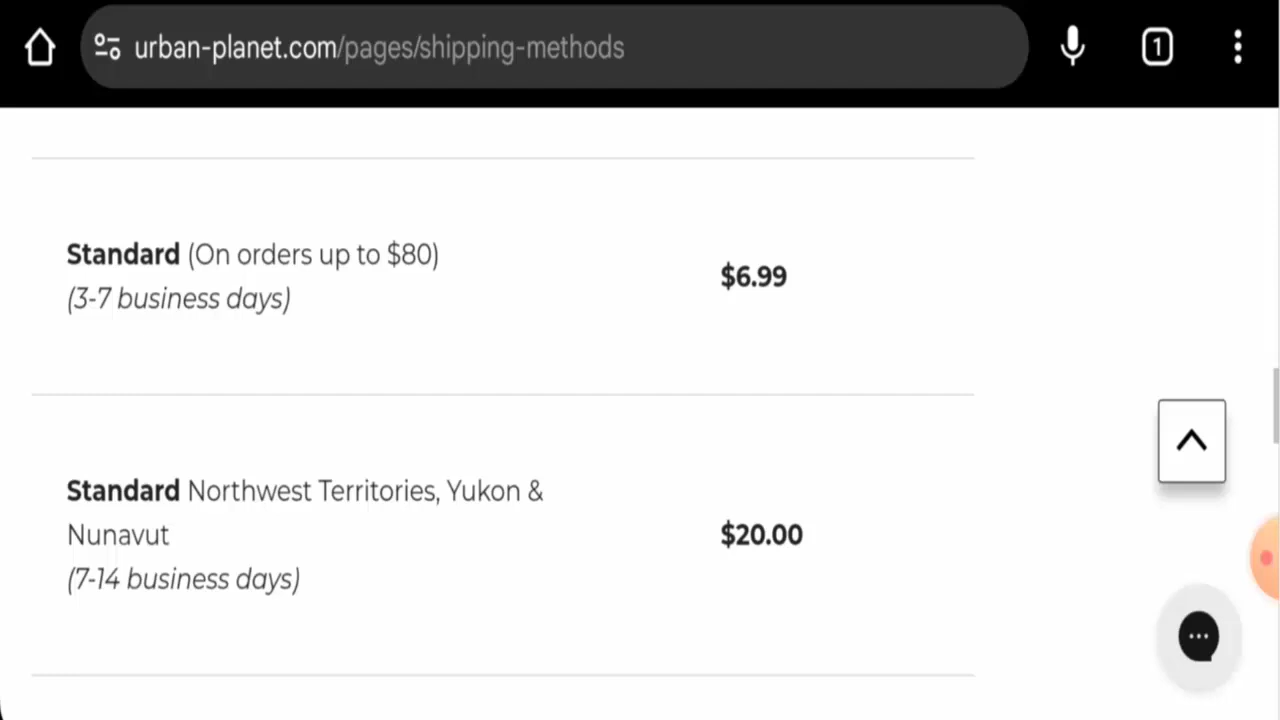 urban-planet.com/pages/shipping-methods
1
Standard (On orders up to $80)
(3-7 business days)
$6.99
Standard Northwest Territories, Yukon &
Nunavut
(7-14 business days)
$20.00